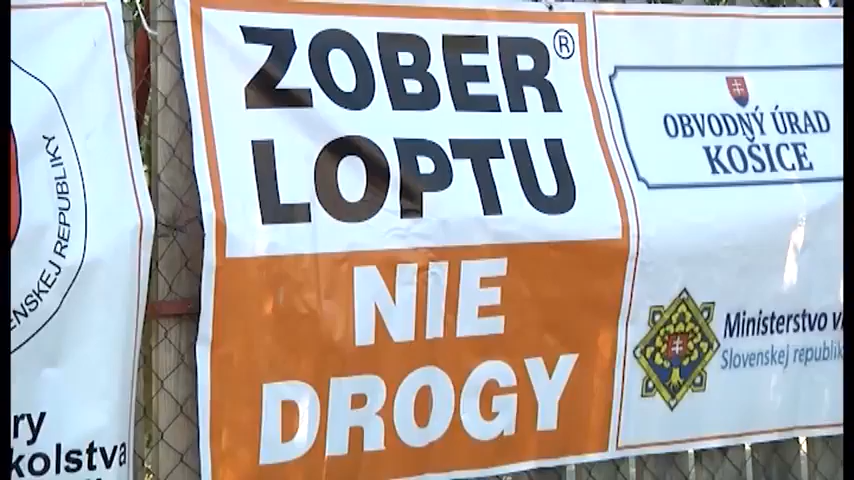 ENSKEJ REPUBLIKY
ry
kolstva
ZOBER®
LOPTU
NIE
DROGY
OBVODNÝ ÚRAD
KOŠICE
Ministerstvo v
Slovenskej republik